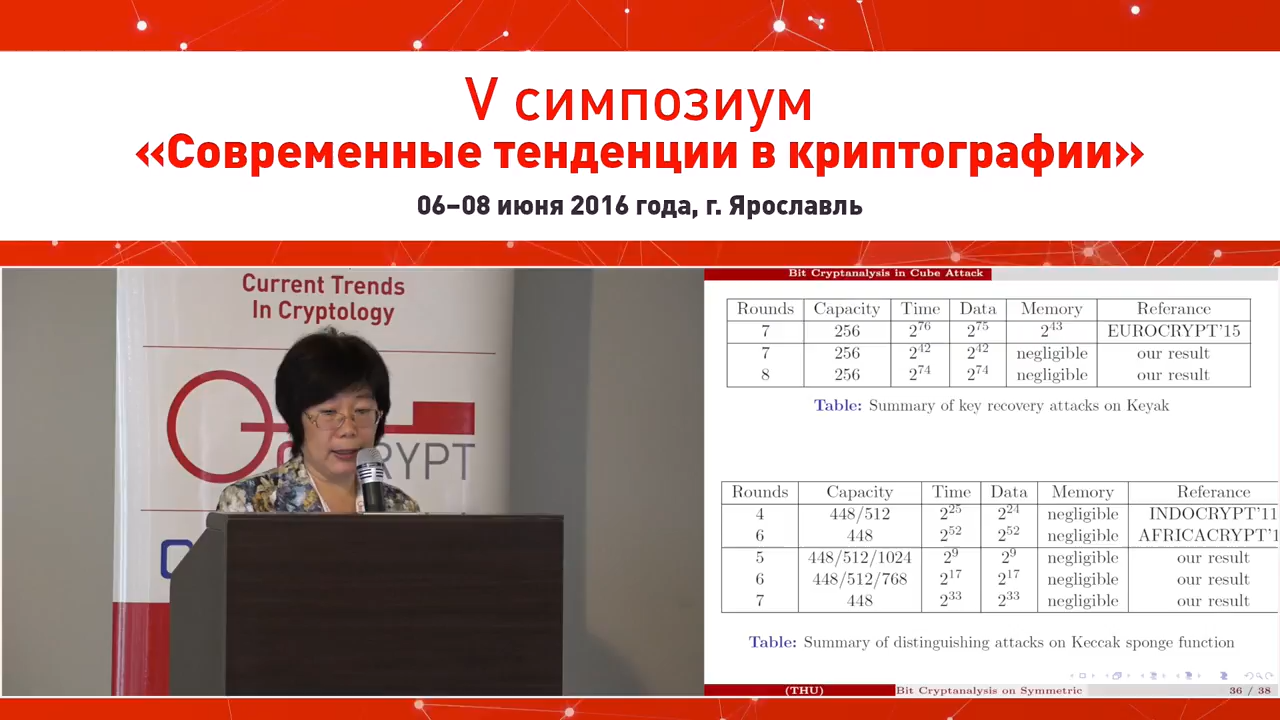 V симпозиум
«Современные тенденции в криптографии»
06–08 июня 2016 года, г. Ярославль
Current Trends
In Cryptology
RYPT
Bit Cryptanalysis in Cube Attack
Rounds Capacity Time Data Memory Referance
7 256 2^76 2^75 2^43 EUROCRYPT'15
7 256 2^42 2^42 negligible our result
8 256 2^74 2^74 negligible our result
Table: Summary of key recovery attacks on Keyak
Rounds Capacity Time Data Memory Referance
4 448/512 2^25 2^24 negligible INDOCRYPT'11
6 448 2^52 2^52 negligible AFRICACRYPT'1
5 448/512/1024 2^9 2^9 negligible our result
6 448/512/768 2^17 2^17 negligible our result
7 448 2^33 2^33 negligible our result
Table: Summary of distinguishing attacks on Keccak sponge function
(THU) Bit Cryptanalysis on Symmetric 36 / 38